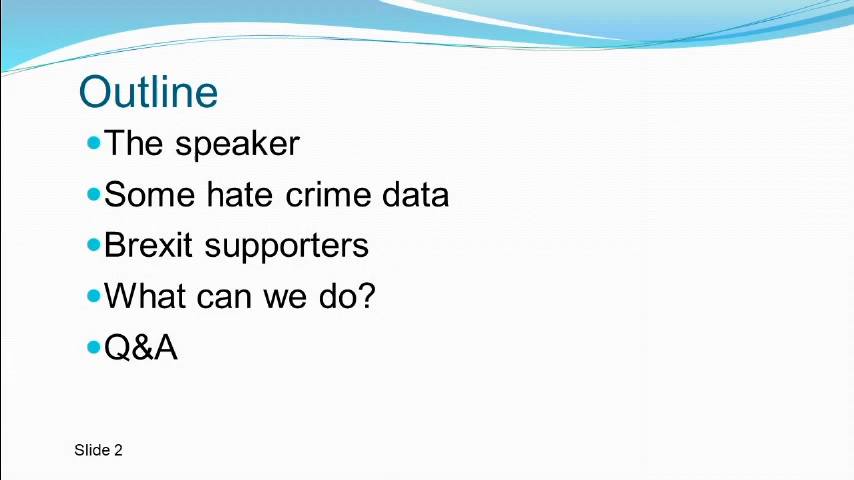 Outline
•The speaker
•Some hate crime data
•Brexit supporters
•What can we do?
•Q&A
Slide 2